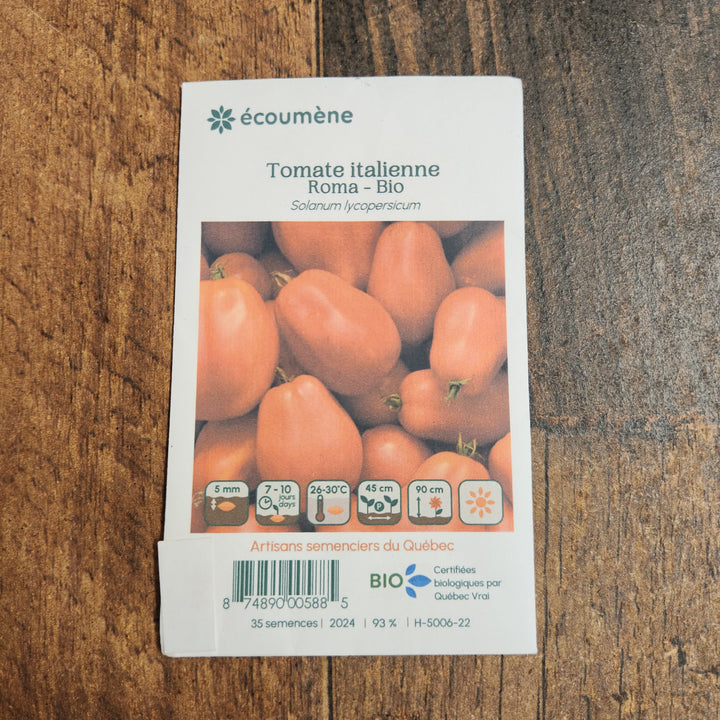 écoumène
Tomate italienne
Roma - Bio
Solanum lycopersicum
5 mm
7 - 10
jours
days
26-30°C
45 cm
P
90 cm
Artisans semenciers du Québec
8 74890 00588 5
BIO
Certifiées
biologiques par
Québec Vrai
35 semences | 2024 | 93 % | H-5006-22